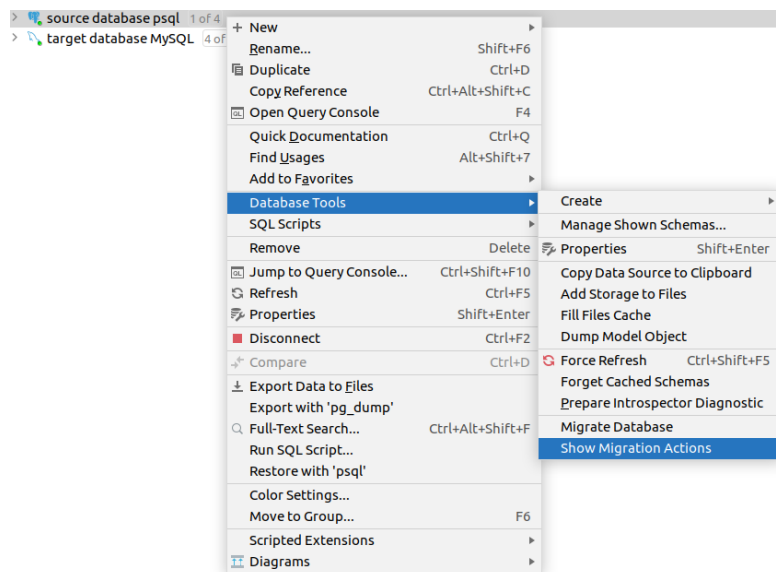 source database psql 1 of 4
target database MySQL 4 of
New
Rename... Shift+F6
Duplicate Ctrl+D
Copy Reference Ctrl+Alt+Shift+C
QL Open Query Console F4
Quick Documentation Ctrl+Q
Find Usages Alt+Shift+7
Add to Favorites
Database Tools
SQL Scripts
Remove Delete
QL Jump to Query Console... Ctrl+Shift+F10
Refresh Ctrl+F5
Properties Shift+Enter
Disconnect Ctrl+F2
Compare Ctrl+D
Export Data to Files
Export with 'pg_dump'
Full-Text Search... Ctrl+Alt+Shift+F
Run SQL Script...
Restore with 'psql'
Color Settings...
Move to Group... F6
Scripted Extensions
Diagrams
Create
Manage Shown Schemas...
Properties Shift+Enter
Copy Data Source to Clipboard
Add Storage to Files
Fill Files Cache
Dump Model Object
Force Refresh Ctrl+Shift+F5
Forget Cached Schemas
Prepare Introspector Diagnostic
Migrate Database
Show Migration Actions